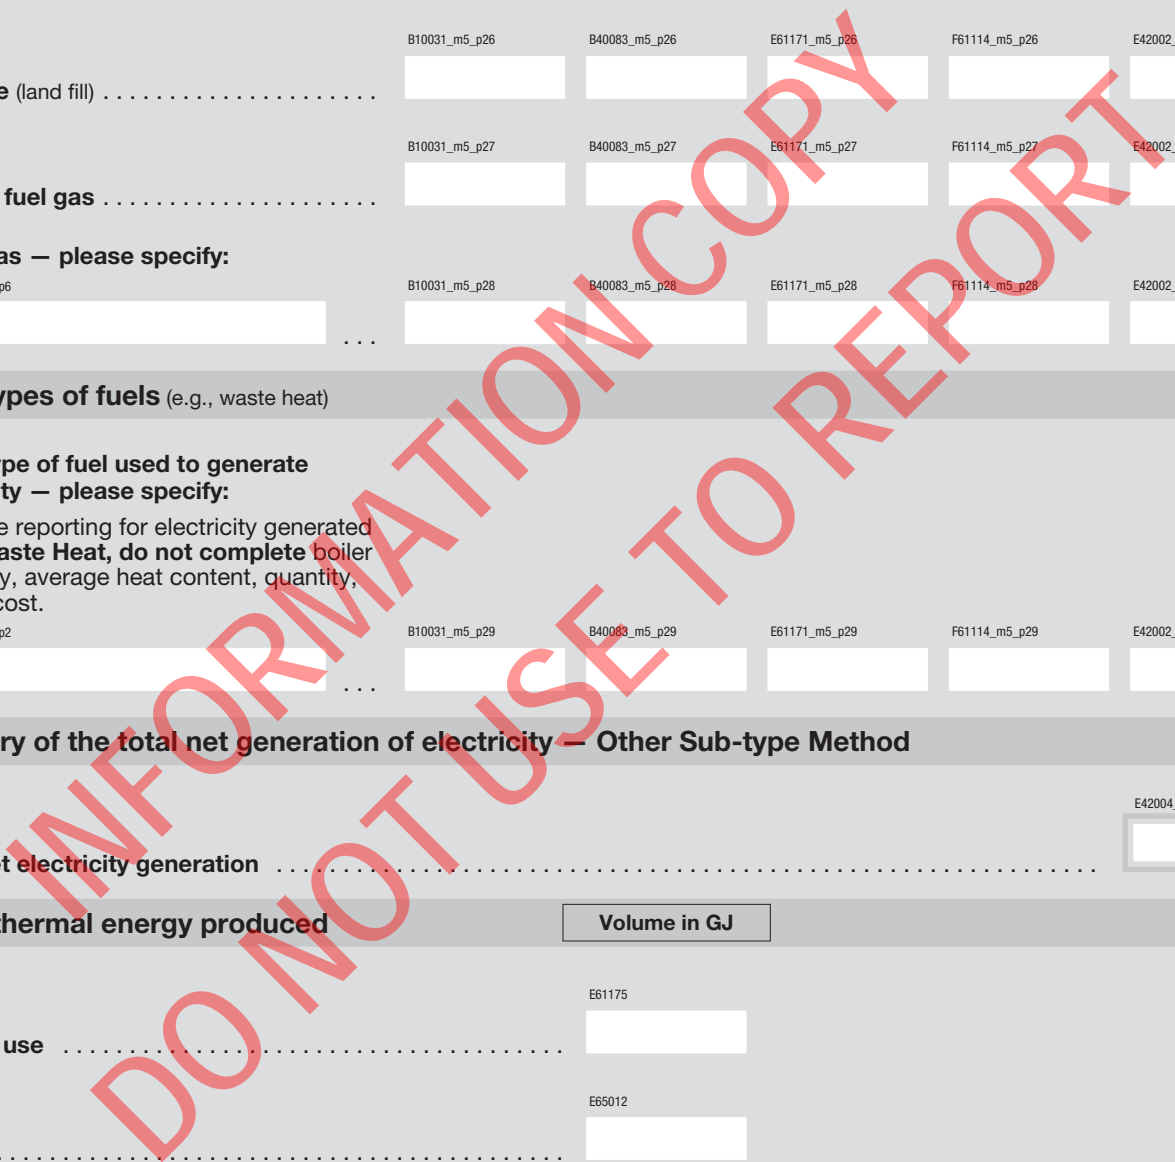 B10031_m5_p26 B40083_m5_p26 E61171_m5_p26 F61114_m5_p26 E42002_
e (land fill) . . . . . . . . . . . . . . . . . . . . .
B10031_m5_p27 B40083_m5_p27 E61171_m5_p27 F61114_m5_p27 E42002_
fuel gas . . . . . . . . . . . . . . . . . . . . .
as — please specify:
p6 B10031_m5_p28 B40083_m5_p28 E61171_m5_p28 F61114_m5_p28 E42002_
. . .
ypes of fuels (e.g., waste heat)
ype of fuel used to generate
ty — please specify:
e reporting for electricity generated
aste Heat, do not complete boiler
y, average heat content, quantity,
cost.
p2 B10031_m5_p29 B40083_m5_p29 E61171_m5_p29 F61114_m5_p29 E42002_
. . .
ry of the total net generation of electricity — Other Sub-type Method
E42004_
et electricity generation . . . . . . . . . . . . . . . . . . . . . . . . . . . . . . . . . . . . . . . . . . . . . . . . . . . . . . . . . . . . . .
thermal energy produced Volume in GJ
E61175
use . . . . . . . . . . . . . . . . . . . . . . . . . . . . . . . . . . . . . .
E65012
. . . . . . . . . . . . . . . . . . . . . . . . . . . . . . . . . . . . . . . . .
INFORMATION COPY
DO NOT USE TO REPORT